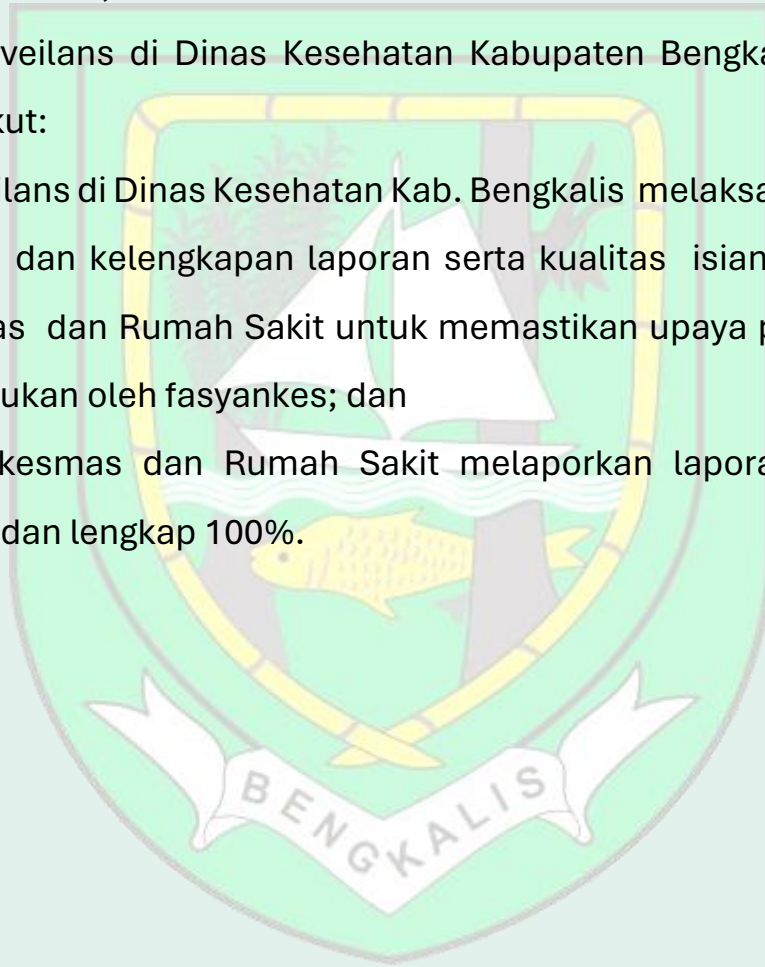 veilans di Dinas Kesehatan Kabupaten Bengka
kut:
ilans di Dinas Kesehatan Kab. Bengkalis melaksa
dan kelengkapan laporan serta kualitas isian
as dan Rumah Sakit untuk memastikan upaya p
ukan oleh fasyankes; dan
kesmas dan Rumah Sakit melaporkan lapora
dan lengkap 100%.
BENGKALIS